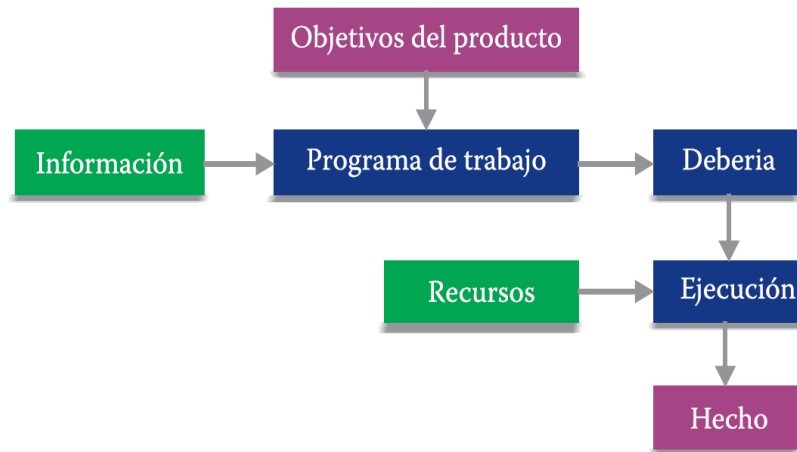 Objetivos del producto
Información
Programa de trabajo
Deberia
Recursos
Ejecución
Hecho